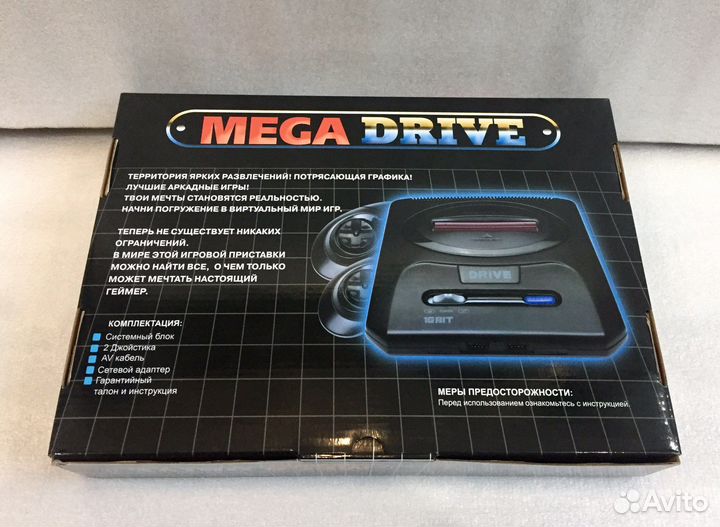 MEGA DRIVE
ТЕРРИТОРИЯ ЯРКИХ РАЗВЛЕЧЕНИЙ! ПОТРЯСАЮЩАЯ ГРАФИКА!
ЛУЧШИЕ АРКАДНЫЕ ИГРЫ!
ТВОИ МЕЧТЫ СТАНОВЯТСЯ РЕАЛЬНОСТЬЮ.
НАЧНИ ПОГРУЖЕНИЕ В ВИРТУАЛЬНЫЙ МИР ИГР.
ТЕПЕРЬ НЕ СУЩЕСТВУЕТ НИКАКИХ
ОГРАНИЧЕНИЙ.
В МИРЕ ЭТОЙ ИГРОВОЙ ПРИСТАВКИ
МОЖНО НАЙТИ ВСЕ, О ЧЕМ ТОЛЬКО
МОЖЕТ МЕЧТАТЬ НАСТОЯЩИЙ
ГЕЙМЕР.
DRIVE
16 BIT
КОМПЛЕКТАЦИЯ:
Системный блок
2 Джойстика
AV кабель
Сетевой адаптер
Гарантийный
талон и инструкция
МЕРЫ ПРЕДОСТОРОЖНОСТИ:
Перед использованием ознакомьтесь с инструкцией.
Avito